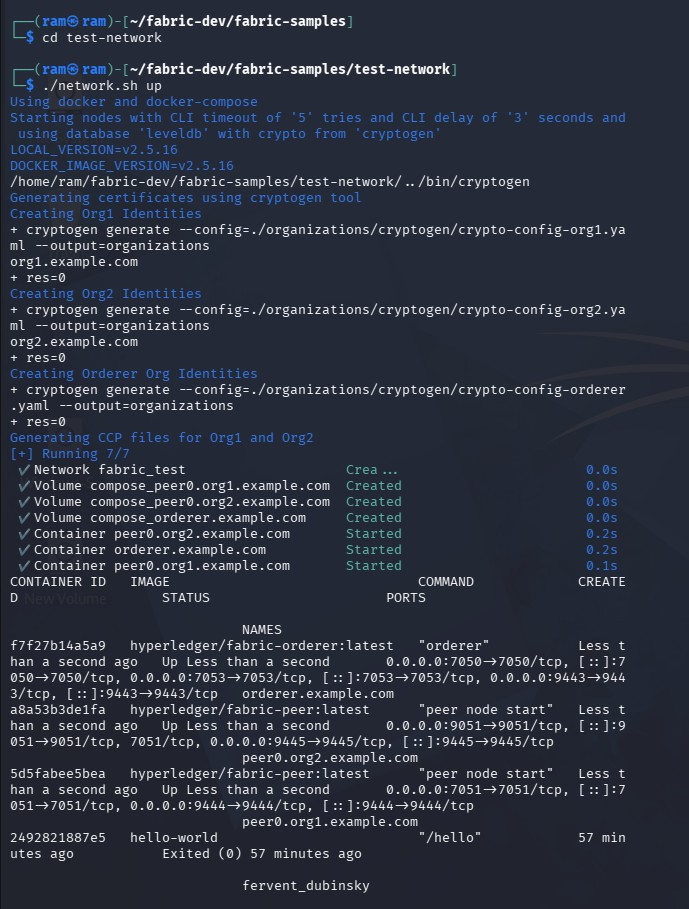 ┌──(ram㉿ram)-[~/fabric-dev/fabric-samples]
└─$ cd test-network
┌──(ram㉿ram)-[~/fabric-dev/fabric-samples/test-network]
└─$ ./network.sh up
Using docker and docker-compose
Starting nodes with CLI timeout of '5' tries and CLI delay of '3' seconds and
 using database 'leveldb' with crypto from 'cryptogen'
LOCAL_VERSION=v2.5.16
DOCKER_IMAGE_VERSION=v2.5.16
/home/ram/fabric-dev/fabric-samples/test-network/../bin/cryptogen
Generating certificates using cryptogen tool
Creating Org1 Identities
+ cryptogen generate --config=./organizations/cryptogen/crypto-config-org1.ya
ml --output=organizations
org1.example.com
+ res=0
Creating Org2 Identities
+ cryptogen generate --config=./organizations/cryptogen/crypto-config-org2.ya
ml --output=organizations
org2.example.com
+ res=0
Creating Orderer Org Identities
+ cryptogen generate --config=./organizations/cryptogen/crypto-config-orderer
.yaml --output=organizations
+ res=0
Generating CCP files for Org1 and Org2
[+] Running 7/7
 ✔ Network fabric_test                Crea...                       0.0s
 ✔ Volume compose_peer0.org1.example.com  Created                       0.0s
 ✔ Volume compose_peer0.org2.example.com  Created                       0.0s
 ✔ Volume compose_orderer.example.com     Created                       0.0s
 ✔ Container peer0.org2.example.com       Started                       0.2s
 ✔ Container orderer.example.com          Started                       0.2s
 ✔ Container peer0.org1.example.com       Started                       0.1s
CONTAINER ID   IMAGE                               COMMAND             CREATE
D New Volume       STATUS                      PORTS
                             NAMES
f7f27b14a5a9   hyperledger/fabric-orderer:latest   "orderer"           Less t
han a second ago   Up Less than a second       0.0.0.0:7050->7050/tcp, [::]:7
050->7050/tcp, 0.0.0.0:7053->7053/tcp, [::]:7053->7053/tcp, 0.0.0.0:9443->944
3/tcp, [::]:9443->9443/tcp   orderer.example.com
a8a53b3de1fa   hyperledger/fabric-peer:latest      "peer node start"   Less t
han a second ago   Up Less than a second       0.0.0.0:9051->9051/tcp, [::]:9
051->9051/tcp, 7051/tcp, 0.0.0.0:9445->9445/tcp, [::]:9445->9445/tcp
                             peer0.org2.example.com
5d5fabee5bea   hyperledger/fabric-peer:latest      "peer node start"   Less t
han a second ago   Up Less than a second       0.0.0.0:7051->7051/tcp, [::]:7
051->7051/tcp, 0.0.0.0:9444->9444/tcp, [::]:9444->9444/tcp
                             peer0.org1.example.com
2492821887e5   hello-world                         "/hello"            57 min
utes ago           Exited (0) 57 minutes ago
                             fervent_dubinsky